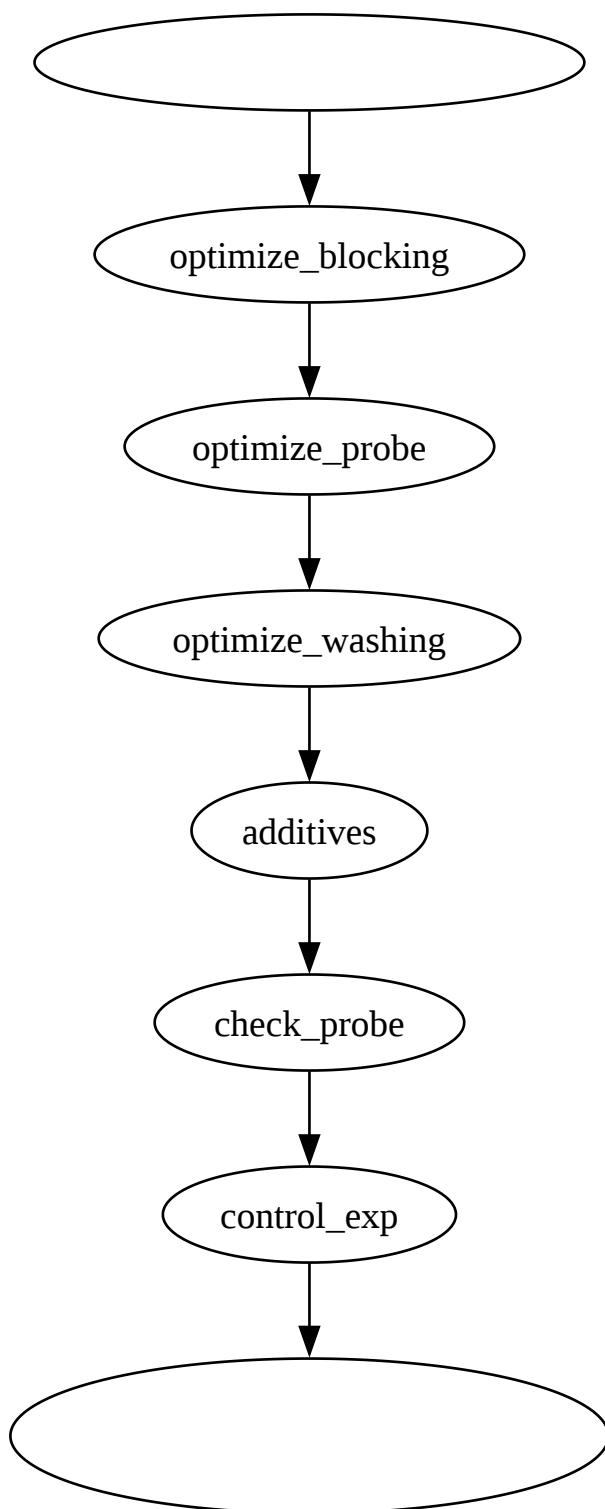 optimize_blocking
optimize_probe
optimize_washing
additives
check_probe
control_exp